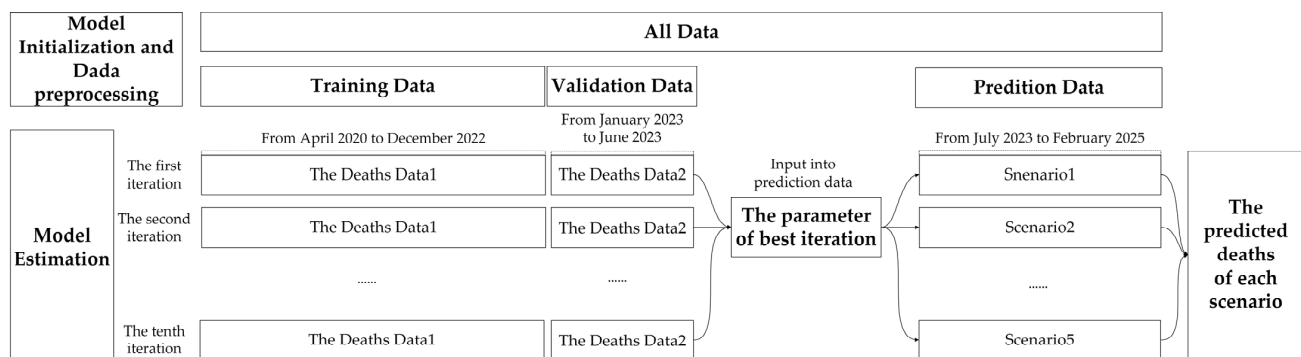 Model
Initialization and
Dada
preprocessing
All Data
Training Data
Validation Data
Predition Data
From April 2020 to December 2022
From January 2023
to June 2023
From July 2023 to February 2025
Model
Estimation
The first
iteration
The Deaths Data1
The Deaths Data2
Input into
prediction data
Snenario1
The second
iteration
The Deaths Data1
The Deaths Data2
The parameter
of best iteration
Scenario2
......
......
......
The tenth
iteration
The Deaths Data1
The Deaths Data2
Scenario5
The
predicted
deaths
of each
scenario